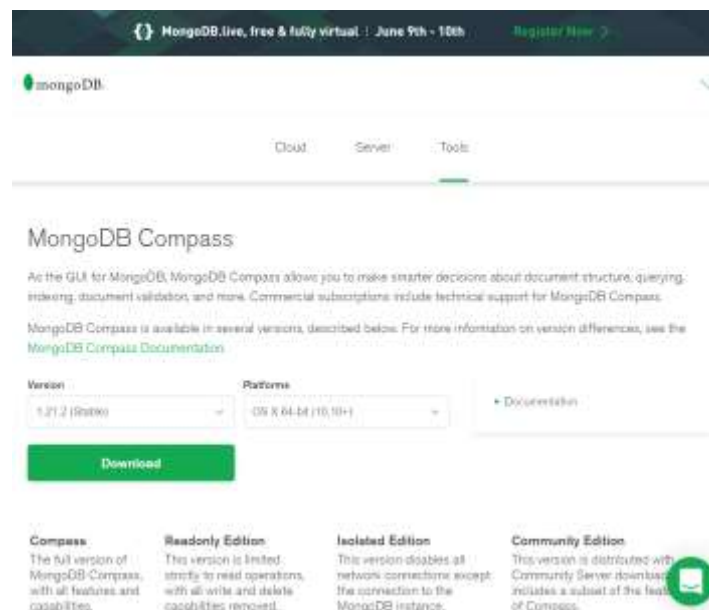 {} MongoDB.live, free & fully virtual | June 9th - 10th Register Now >
mongoDB.
Cloud Server Tools
MongoDB Compass
As the GUI for MongoDB, MongoDB Compass allows you to make smarter decisions about document structure, querying,
indexing, document validation, and more. Commercial subscriptions include technical support for MongoDB Compass.
MongoDB Compass is available in several versions, described below. For more information on version differences, see the
MongoDB Compass Documentation
Version Platforms
1.21.2 (Stable) OS X 64-bit (10.10+) • Documentation
Download
Compass Readonly Edition Isolated Edition Community Edition
The full version of This version is limited This version disables all This version is distributed with
MongoDB Compass, strictly to read operations, network connections except Community Server download
with all features and with all write and delete the connection to the includes a subset of the
capabilities. capabilities removed. MongoDB instance. of Compass.